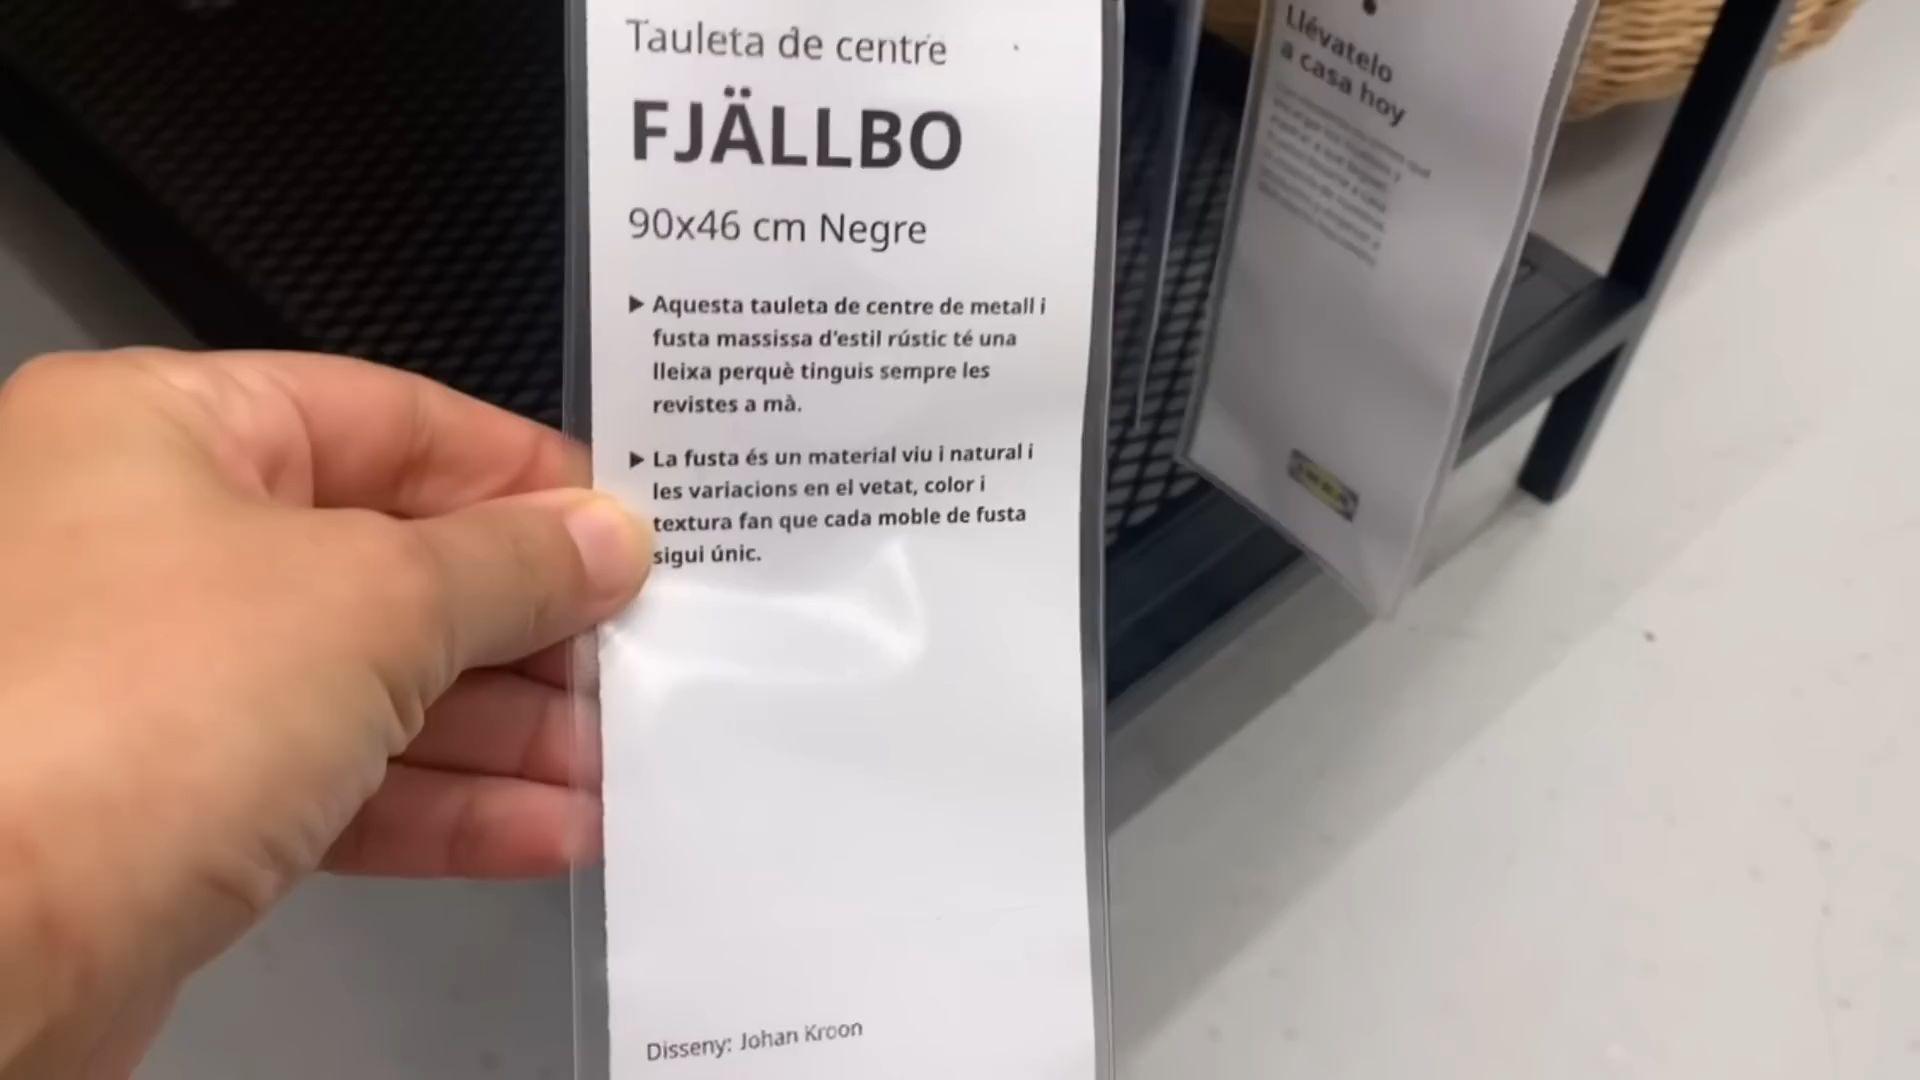 Tauleta de centre
FJÄLLBO
90x46 cm Negre
▶ Aquesta tauleta de centre de metall i
fusta massissa d'estil rústic té una
lleixa perquè tinguis sempre les
revistes a mà.
▶ La fusta és un material viu i natural i
les variacions en el vetat, color i
textura fan que cada moble de fusta
sigui únic.
Disseny: Johan Kroon
Llévatelo
a casa hoy
IKEA